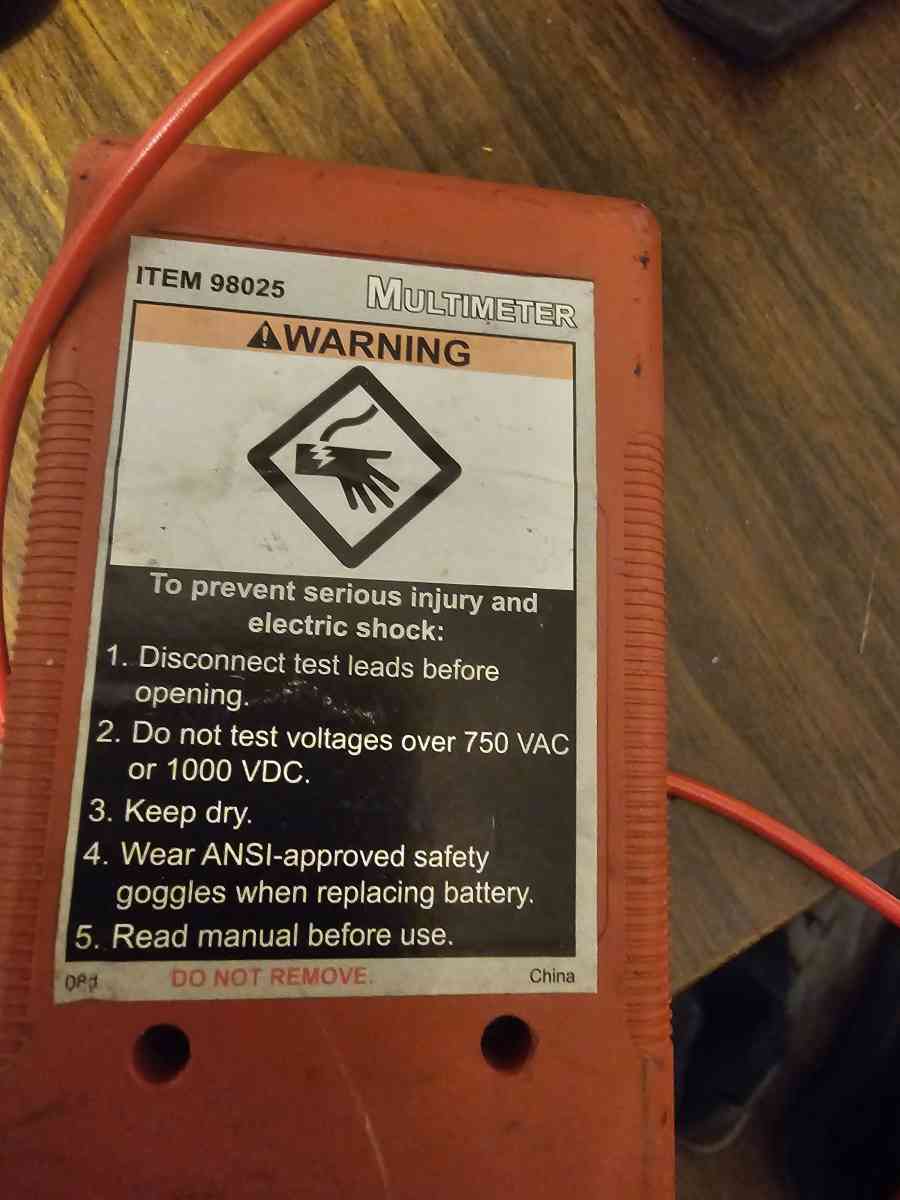 ITEM 98025
MULTIMETER
WARNING
To prevent serious injury and
electric shock:
1. Disconnect test leads before
opening.
2. Do not test voltages over 750 VAC
or 1000 VDC.
3. Keep dry.
4. Wear ANSI-approved safety
goggles when replacing battery.
5. Read manual before use.
DO NOT REMOVE.
China